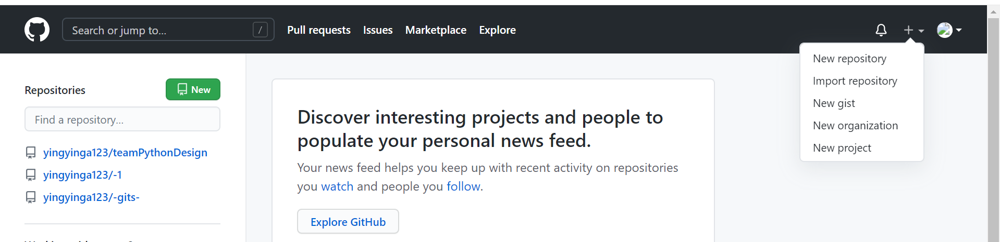 Search or jump to...
/
Pull requests
Issues
Marketplace
Explore
New repository
Import repository
New gist
New organization
New project
Repositories
New
Find a repository...
yingyinga123/teamPythonDesign
yingyinga123/-1
yingyinga123/-gits-
Discover interesting projects and people to
populate your personal news feed.
Your news feed helps you keep up with recent activity on repositories
you watch and people you follow.
Explore GitHub